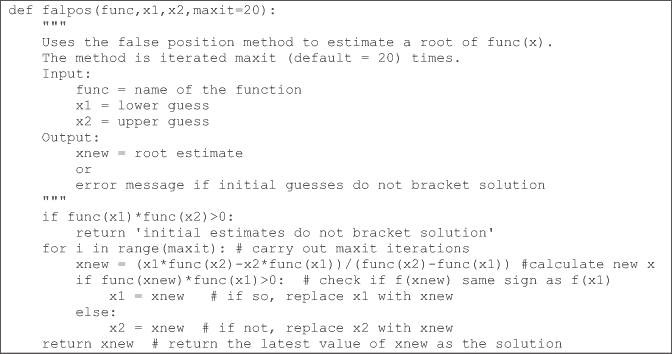 def falpos(func,x1,x2,maxit=20):
    """
    Uses the false position method to estimate a root of func(x).
    The method is iterated maxit (default = 20) times.
    Input:
        func = name of the function
        x1 = lower guess
        x2 = upper guess
    Output:
        xnew = root estimate
        or
        error message if initial guesses do not bracket solution
    """
    if func(x1)*func(x2)>0:
        return 'initial estimates do not bracket solution'
    for i in range(maxit): # carry out maxit iterations
        xnew = (x1*func(x2)-x2*func(x1))/(func(x2)-func(x1)) #calculate new x
        if func(xnew)*func(x1)>0:  # check if f(xnew) same sign as f(x1)
            x1 = xnew   # if so, replace x1 with xnew
        else:
            x2 = xnew  # if not, replace x2 with xnew
    return xnew  # return the latest value of xnew as the solution